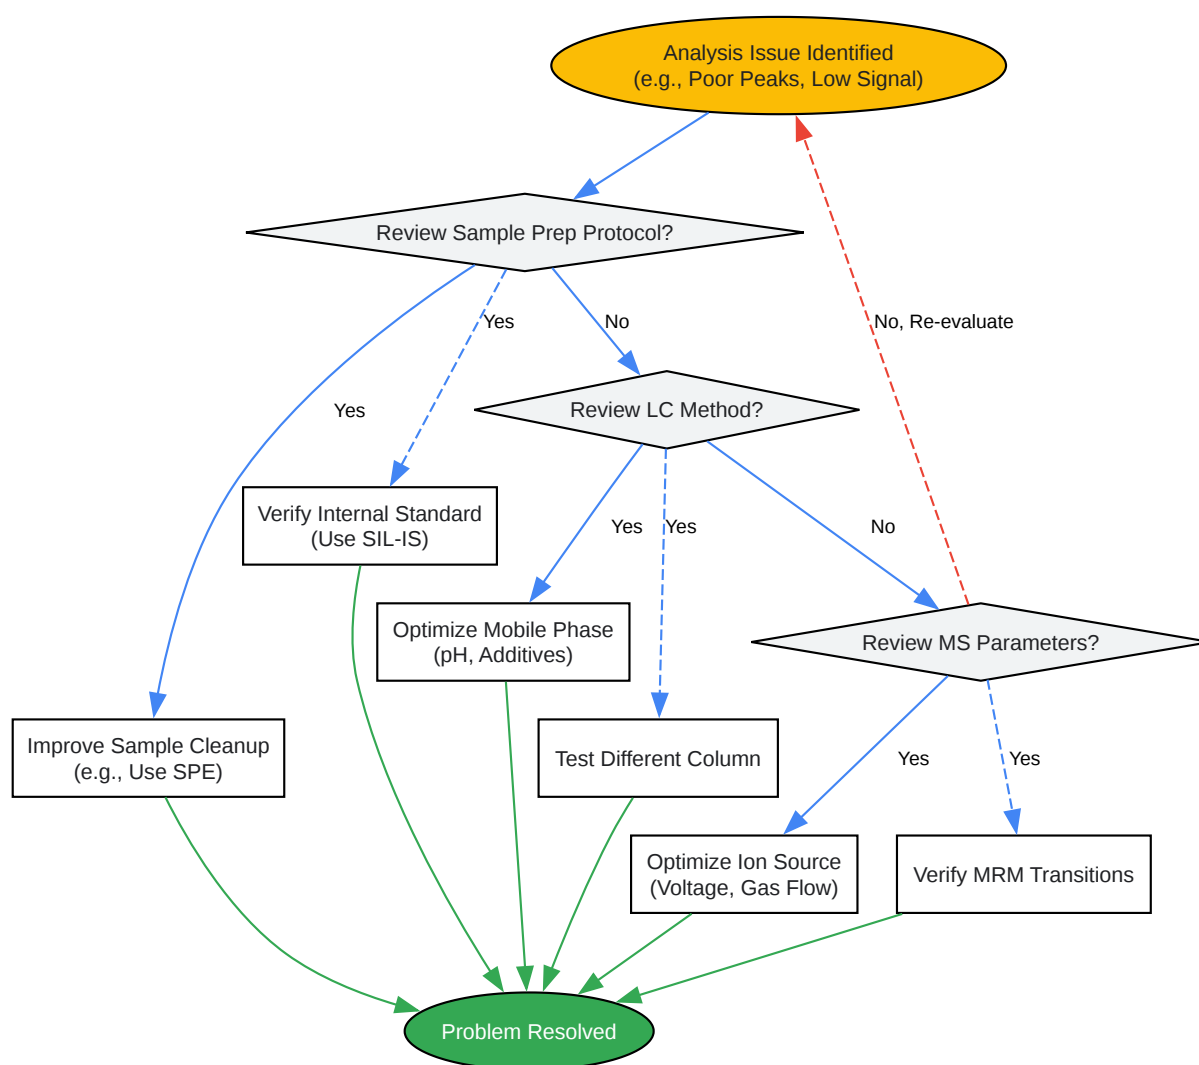 Analysis Issue Identified
(e.g., Poor Peaks, Low Signal)
Review Sample Prep Protocol?
Yes
No
No, Re-evaluate
Review LC Method?
Yes
Verify Internal Standard
(Use SIL-IS)
Yes
Yes
No
Optimize Mobile Phase
(pH, Additives)
Review MS Parameters?
Improve Sample Cleanup
(e.g., Use SPE)
Test Different Column
Yes
Yes
Optimize Ion Source
(Voltage, Gas Flow)
Verify MRM Transitions
Problem Resolved